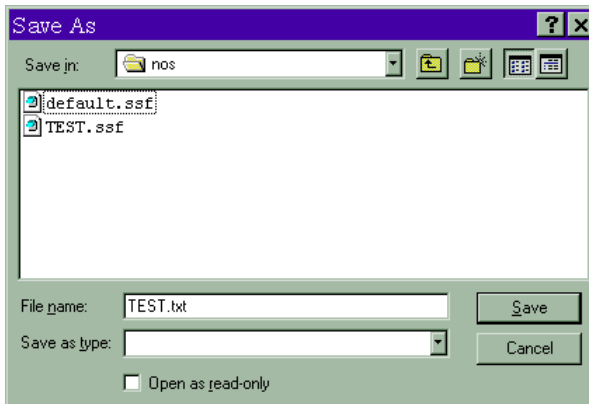 Save As
Save in: nos
default.ssf
TEST.ssf
File name: TEST.txt Save
Save as type: Cancel
Open as read-only